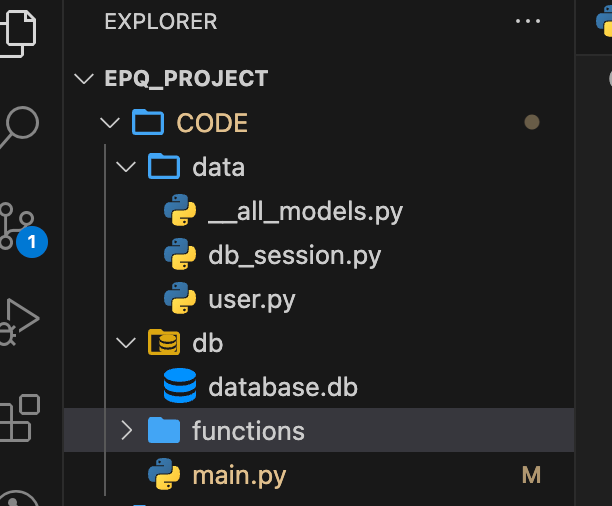 EXPLORER ...
EPQ_PROJECT
CODE
data
__all_models.py
db_session.py
1
user.py
db
database.db
functions
main.py M